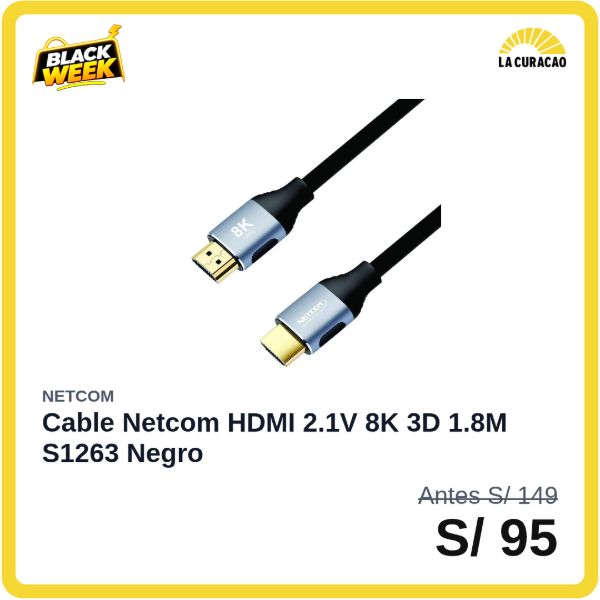 BLACK
WEEK
LA CURACAO
8K
NETCOM
NETCOM
Cable Netcom HDMI 2.1V 8K 3D 1.8M
S1263 Negro
Antes S/ 149
S/ 95